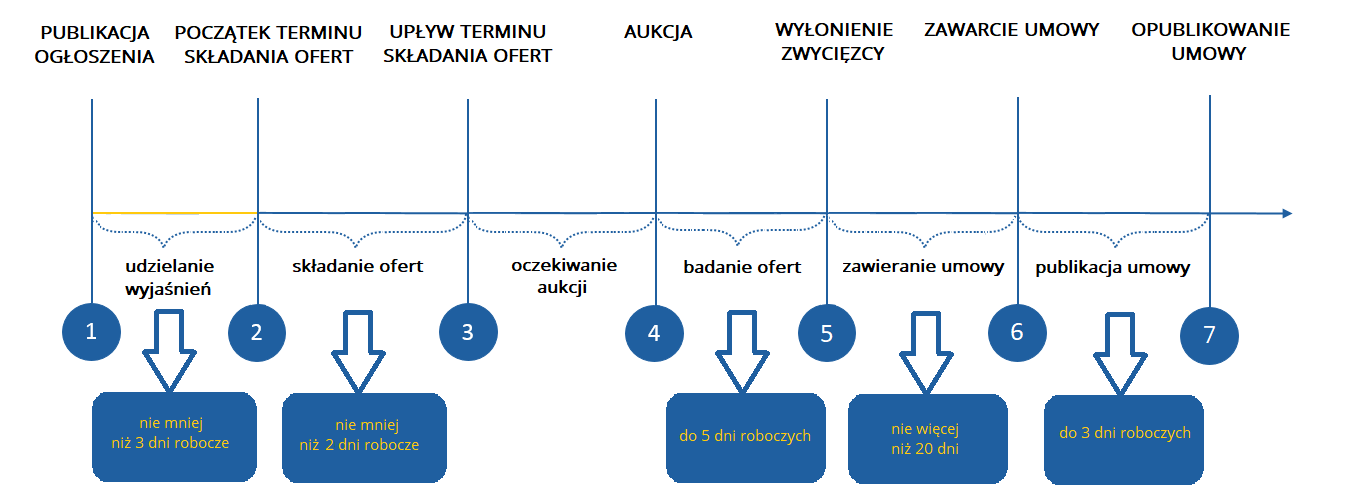 PUBLIKACJA
OGŁOSZENIA
POCZĄTEK TERMINU
SKŁADANIA OFERT
UPŁYW TERMINU
SKŁADANIA OFERT
AUKCJA
WYŁONIENIE
ZWYCIĘZCY
ZAWARCIE UMOWY
OPUBLIKOWANIE
UMOWY
udzielanie
wyjaśnień
składanie ofert
oczekiwanie
aukcji
badanie ofert
zawieranie umowy
publikacja umowy
1
2
3
4
5
6
7
nie mniej
niż 3 dni robocze
nie mniej
niż 2 dni robocze
do 5 dni roboczych
nie więcej
niż 20 dni
do 3 dni roboczych